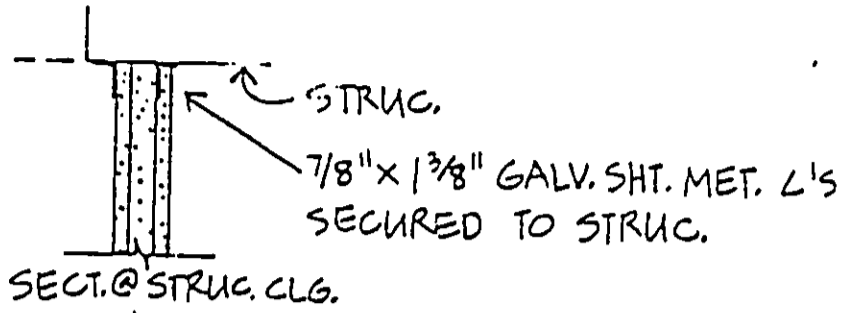 STRUC.
7/8" X 1 3/8" GALV. SHT. MET. L'S
SECURED TO STRUC.
SECT. @ STRUC. CLG.